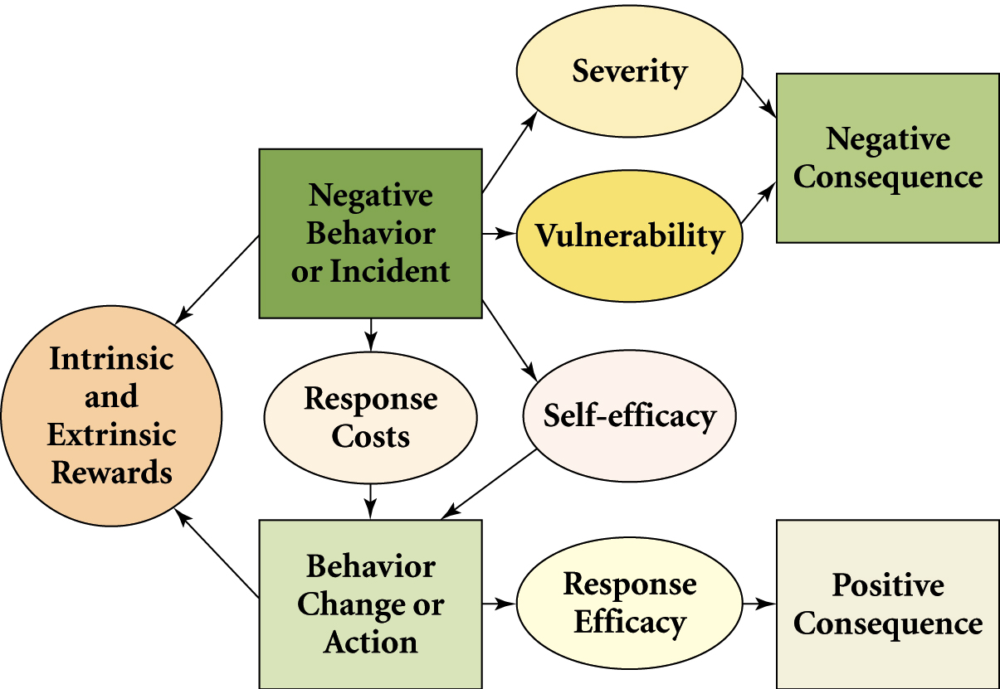 Severity
Negative
Consequence
Negative
Behavior
or Incident
Vulnerability
Intrinsic
and
Extrinsic
Rewards
Response
Costs
Self-efficacy
Behavior
Change or
Action
Response
Efficacy
Positive
Consequence